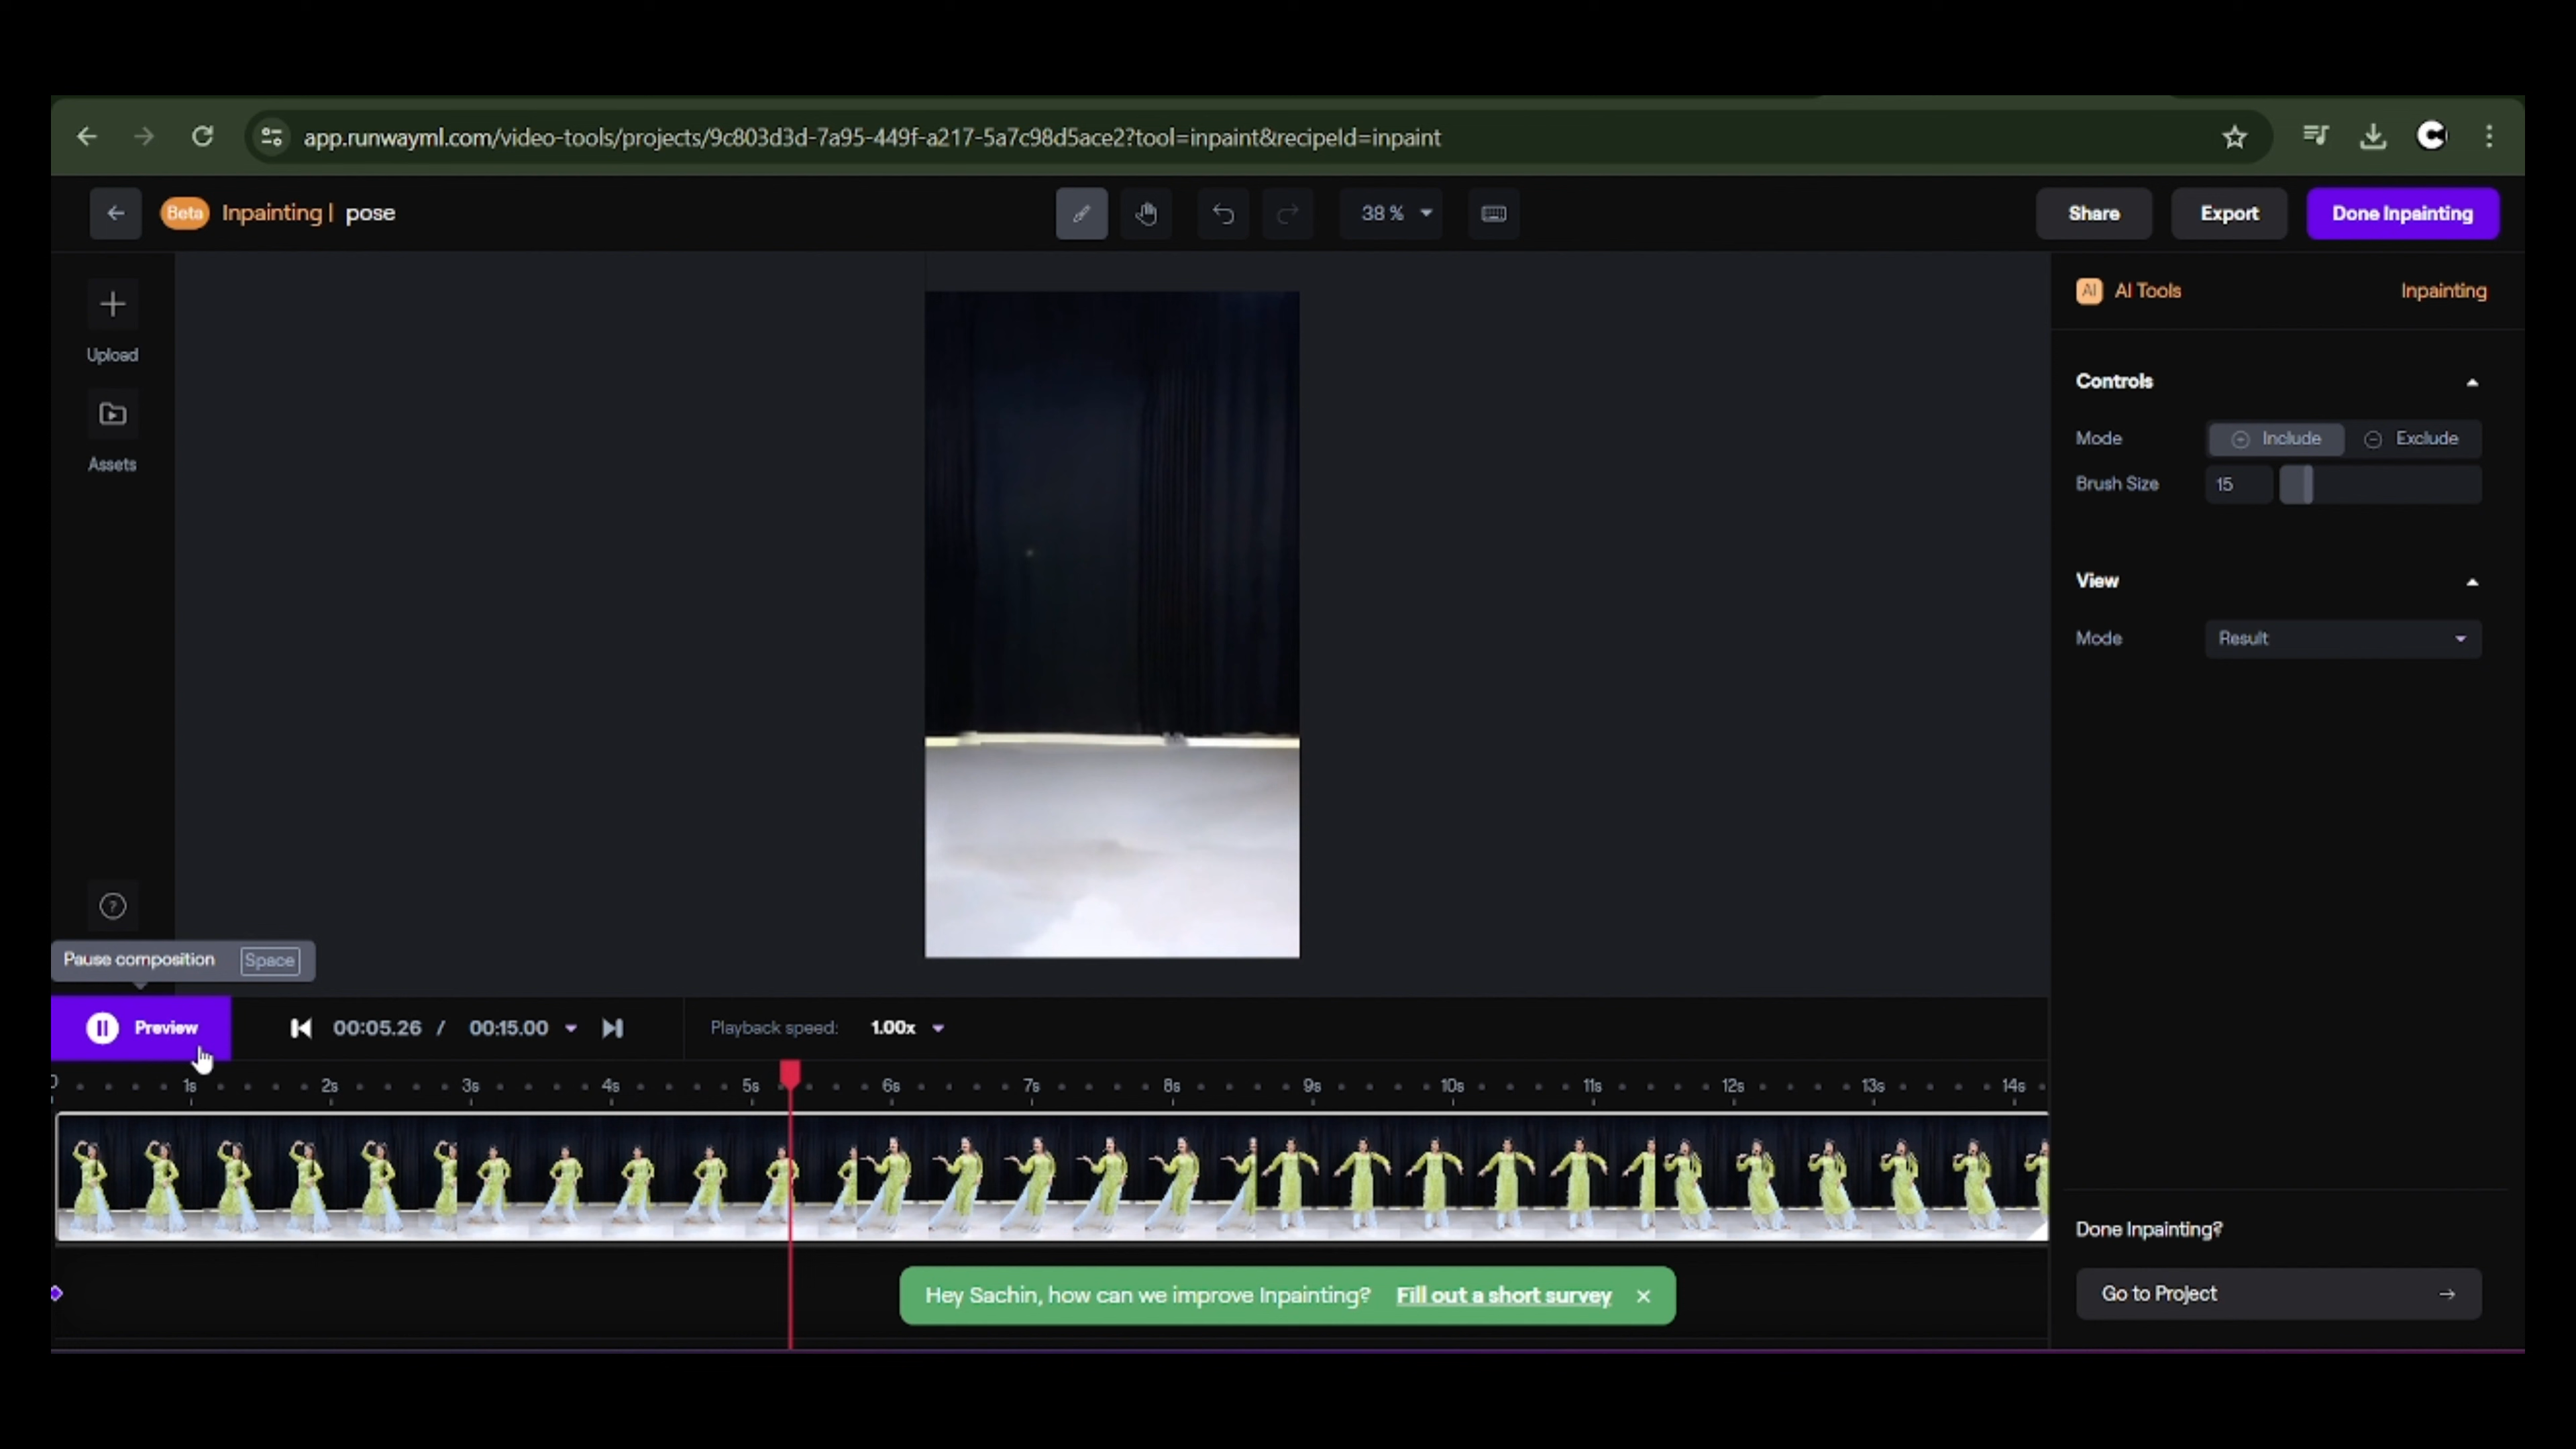 app.runwayml.com/video-tools/projects/9c803d3d-7a95-449f-a217-5a7c98d5ace2?tool=inpaint&recipeId=inpaint
Beta Inpainting | pose
38 %
Share Export Done Inpainting
Upload
Assets
AI AI Tools Inpainting
Controls
Mode Include Exclude
Brush Size 15
View
Mode Result
Pause composition Space
Preview 00:05.26 / 00:15.00 Playback speed: 1.00x
0 1s 2s 3s 4s 5s 6s 7s 8s 9s 10s 11s 12s 13s 14s
Hey Sachin, how can we improve Inpainting? Fill out a short survey
Done Inpainting?
Go to Project